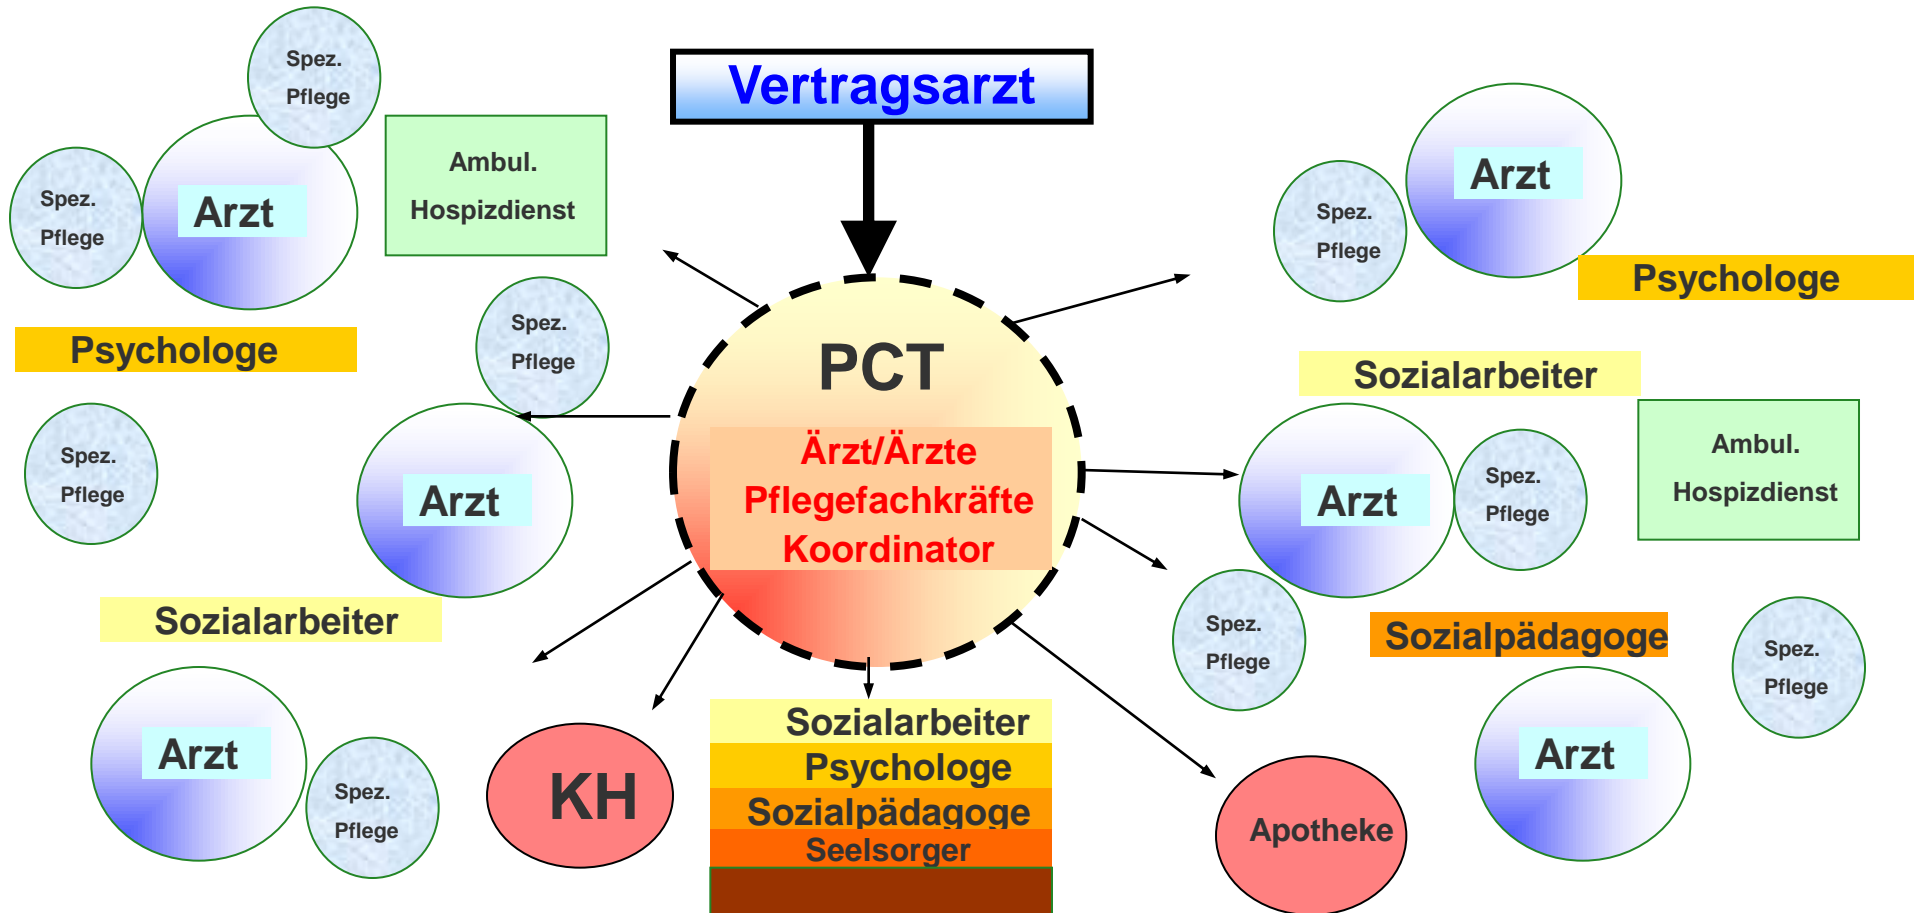 Spez.
Pflege
Vertragsarzt
Ambul.
Hospizdienst
Spez.
Pflege
Arzt
Arzt
Spez.
Pflege
Psychologe
Spez.
Pflege
Psychologe
PCT
Ärzt/Ärzte
Pflegefachkräfte
Koordinator
Spez.
Pflege
Sozialarbeiter
Spez.
Pflege
Arzt
Arzt
Spez.
Pflege
Ambul.
Hospizdienst
Sozialarbeiter
Spez.
Pflege
Sozialpädagoge
Spez.
Pflege
Arzt
Spez.
Pflege
KH
Sozialarbeiter
Psychologe
Sozialpädagoge
Seelsorger
Apotheke
Arzt